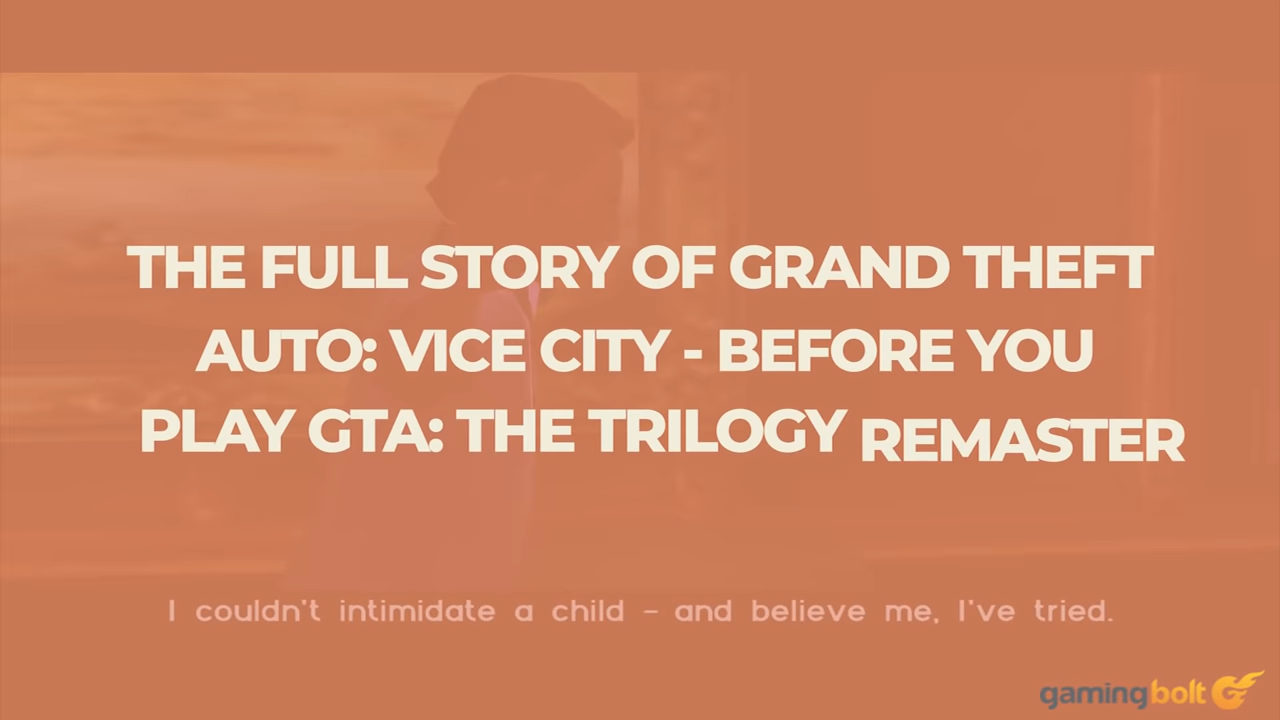 THE FULL STORY OF GRAND THEFT
AUTO: VICE CITY - BEFORE YOU
PLAY GTA: THE TRILOGY REMASTER
I couldn't intimidate a child - and believe me, I've tried.
gamingbolt